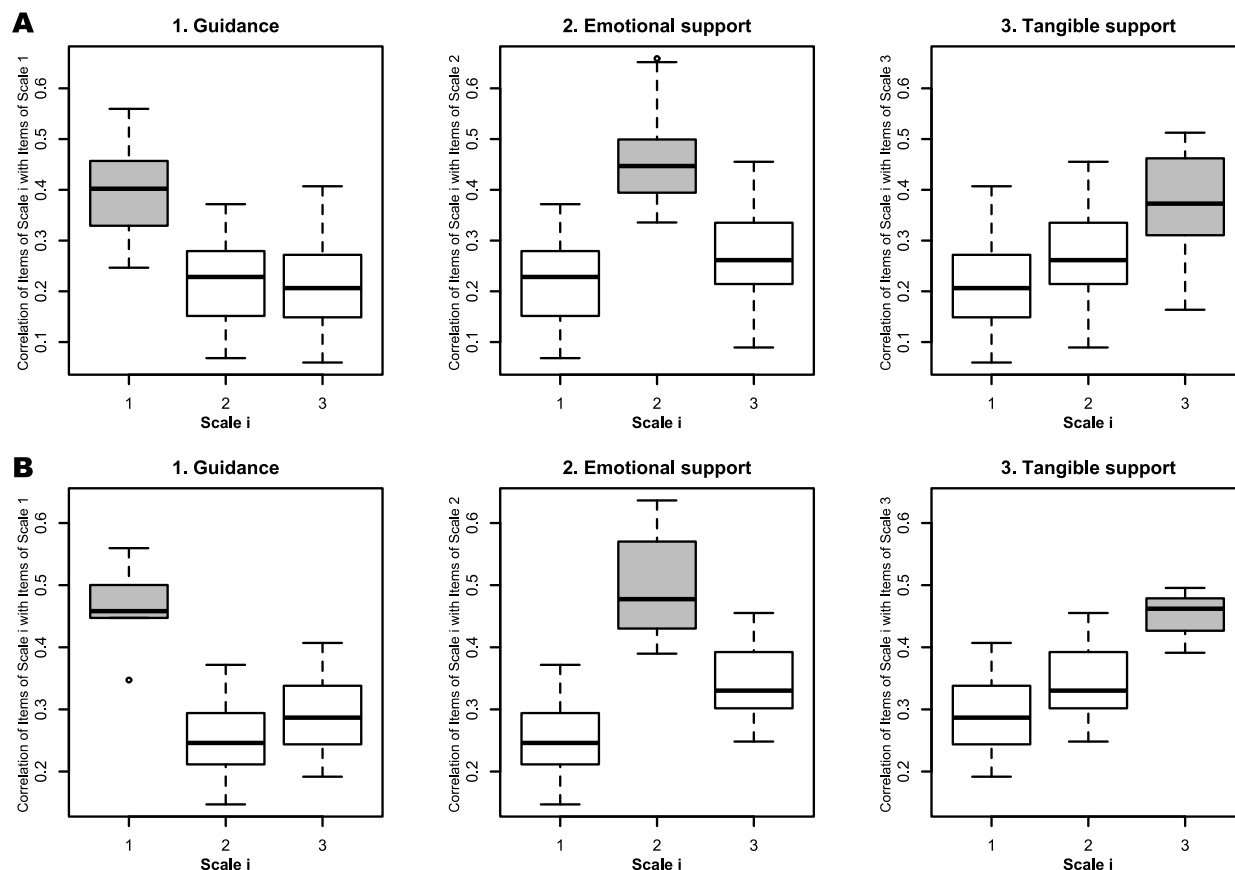 A
1. Guidance
Correlation of Items of Scale i with Items of Scale 1
0.1 0.2 0.3 0.4 0.5 0.6
1 2 3
Scale i
2. Emotional support
Correlation of Items of Scale i with Items of Scale 2
0.1 0.2 0.3 0.4 0.5 0.6
1 2 3
Scale i
3. Tangible support
Correlation of Items of Scale i with Items of Scale 3
0.1 0.2 0.3 0.4 0.5 0.6
1 2 3
Scale i
B
1. Guidance
Correlation of Items of Scale i with Items of Scale 1
0.2 0.3 0.4 0.5 0.6
1 2 3
Scale i
2. Emotional support
Correlation of Items of Scale i with Items of Scale 2
0.2 0.3 0.4 0.5 0.6
1 2 3
Scale i
3. Tangible support
Correlation of Items of Scale i with Items of Scale 3
0.2 0.3 0.4 0.5 0.6
1 2 3
Scale i